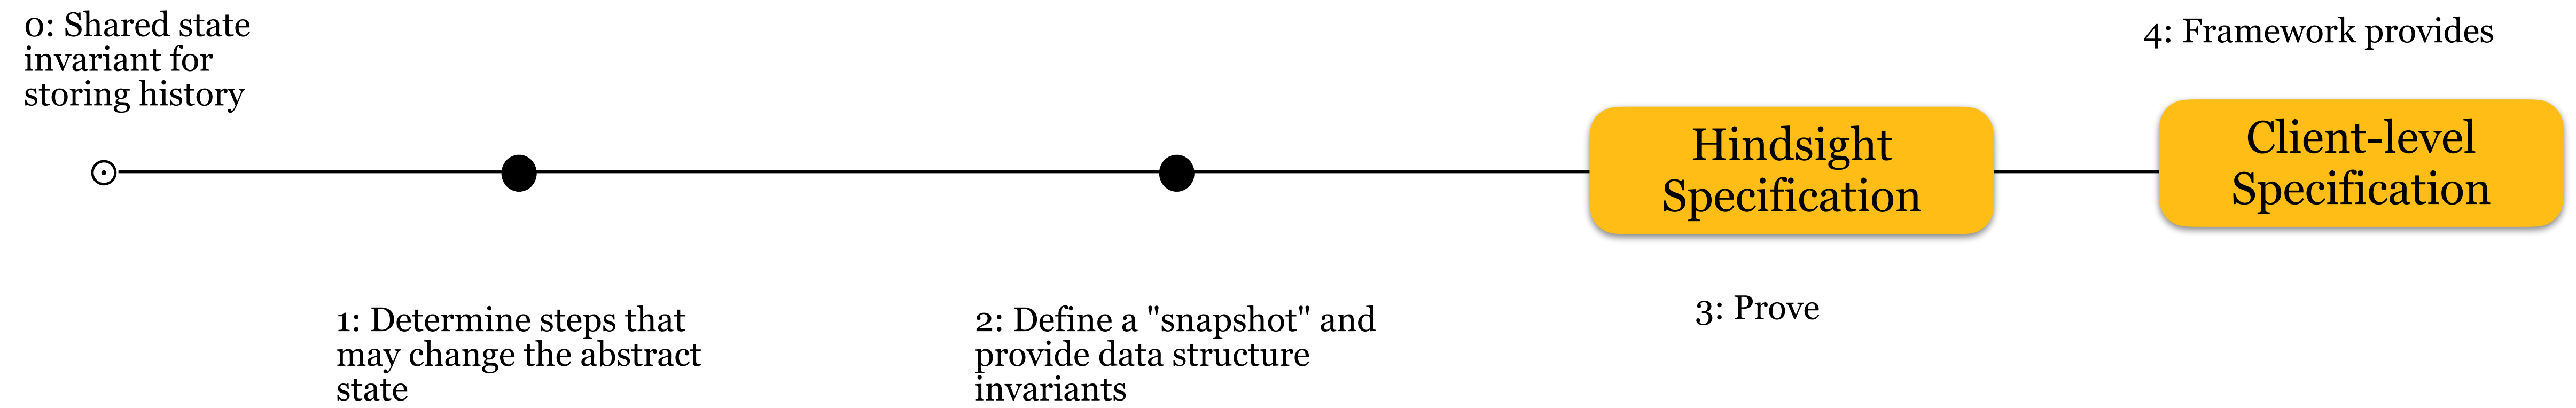 0: Shared state
invariant for
storing history
1: Determine steps that
may change the abstract
state
2: Define a "snapshot" and
provide data structure
invariants
Hindsight
Specification
3: Prove
4: Framework provides
Client-level
Specification